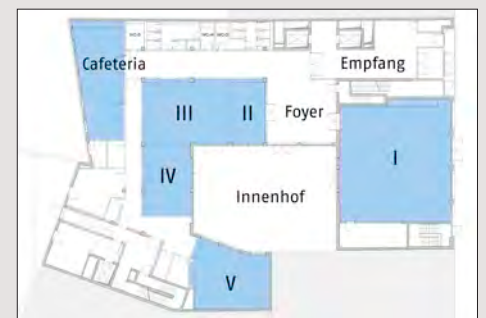 Cafeteria
Empfang
III
II
Foyer
I
IV
Innenhof
V